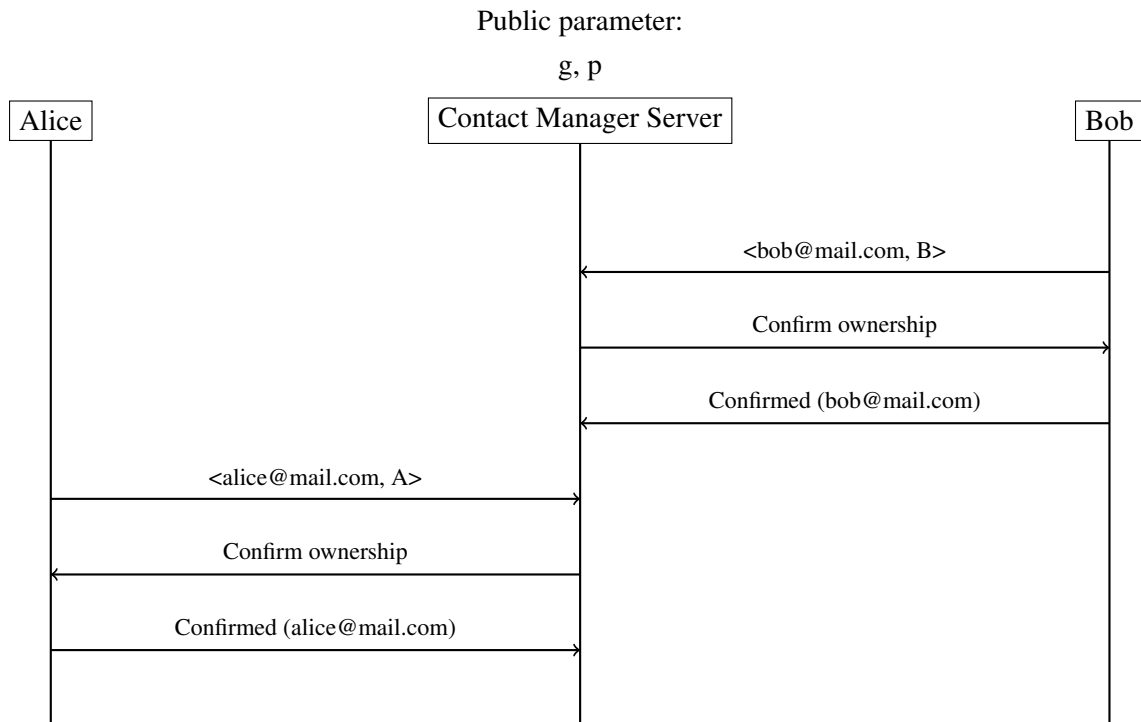 Public parameter:
g, p
Alice
Contact Manager Server
Bob
<bob@mail.com, B>
Confirm ownership
Confirmed (bob@mail.com)
<alice@mail.com, A>
Confirm ownership
Confirmed (alice@mail.com)